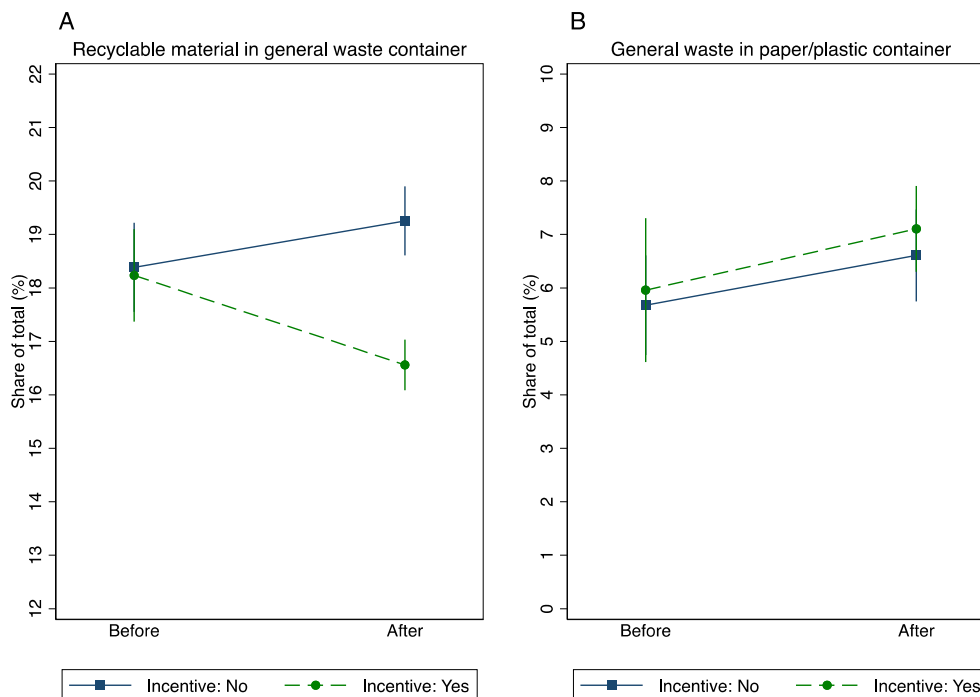 A
Recyclable material in general waste container
Share of total (%)
22
21
20
19
18
17
16
15
14
13
12
Before After
Incentive: No Incentive: Yes
B
General waste in paper/plastic container
Share of total (%)
10
9
8
7
6
5
4
3
2
1
0
Before After
Incentive: No Incentive: Yes